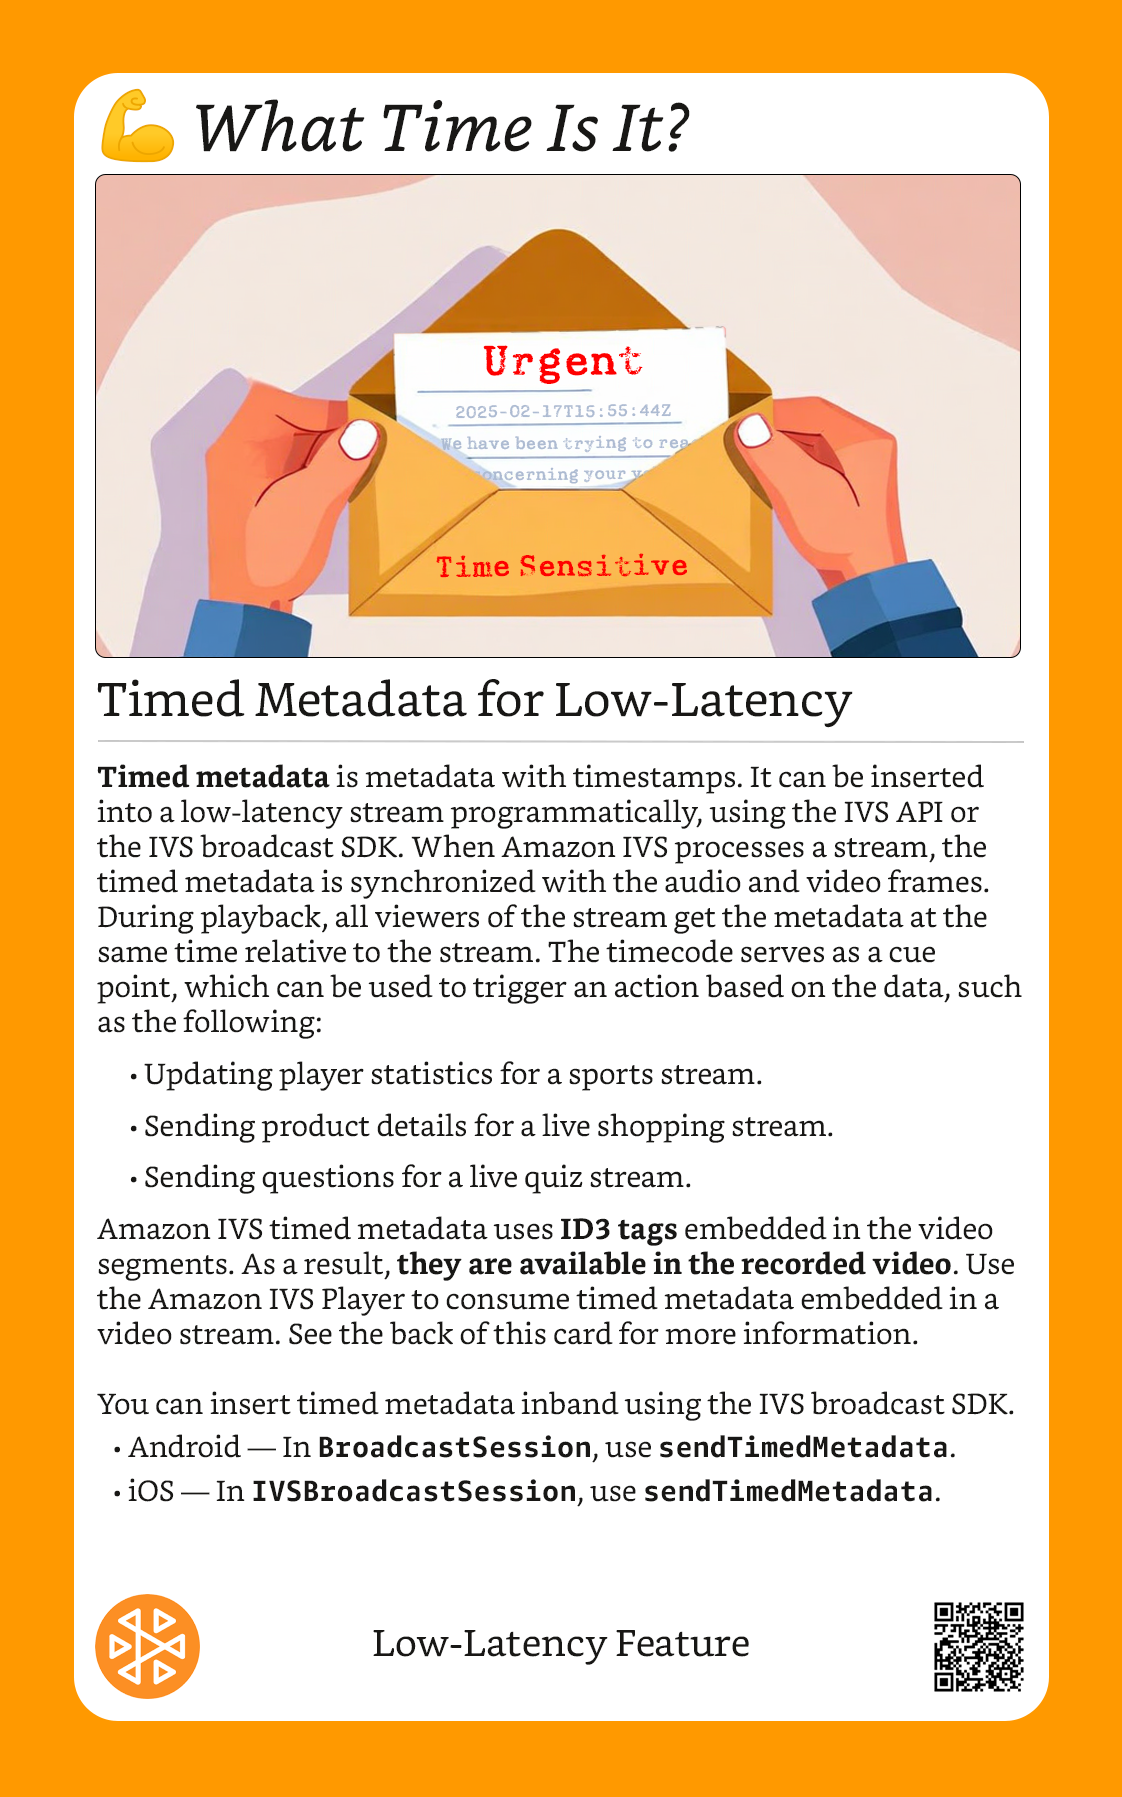 💪 What Time Is It?
Urgent
2025-02-17T15:55:44Z
We have been trying to rea
concerning your
Time Sensitive
Timed Metadata for Low-Latency
Timed metadata is metadata with timestamps. It can be inserted
into a low-latency stream programmatically, using the IVS API or
the IVS broadcast SDK. When Amazon IVS processes a stream, the
timed metadata is synchronized with the audio and video frames.
During playback, all viewers of the stream get the metadata at the
same time relative to the stream. The timecode serves as a cue
point, which can be used to trigger an action based on the data, such
as the following:
• Updating player statistics for a sports stream.
• Sending product details for a live shopping stream.
• Sending questions for a live quiz stream.
Amazon IVS timed metadata uses ID3 tags embedded in the video
segments. As a result, they are available in the recorded video. Use
the Amazon IVS Player to consume timed metadata embedded in a
video stream. See the back of this card for more information.
You can insert timed metadata inband using the IVS broadcast SDK.
• Android — In BroadcastSession, use sendTimedMetadata.
• iOS — In IVSBroadcastSession, use sendTimedMetadata.
Low-Latency Feature